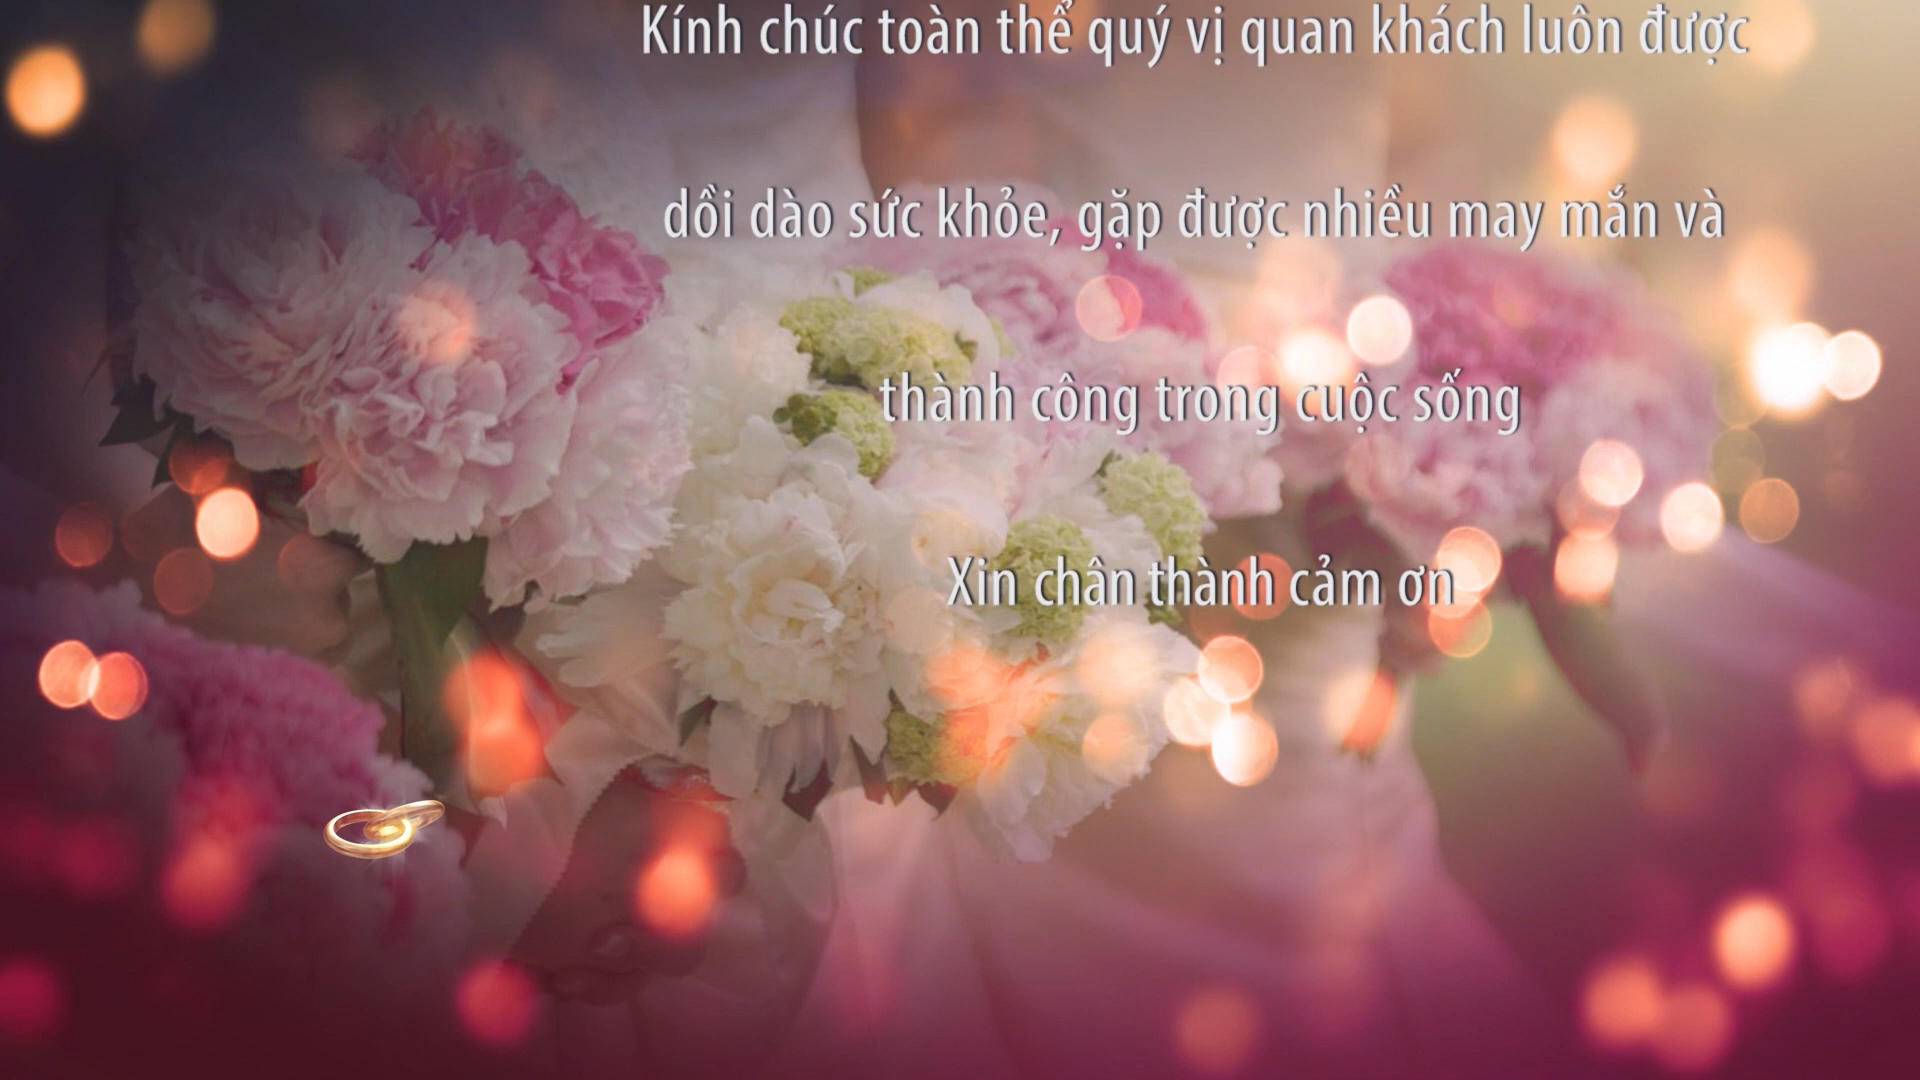 Kính chúc toàn thể quý vị quan khách luôn được
dồi dào sức khỏe, gặp được nhiều may mắn và
thành công trong cuộc sống
Xin chân thành cảm ơn